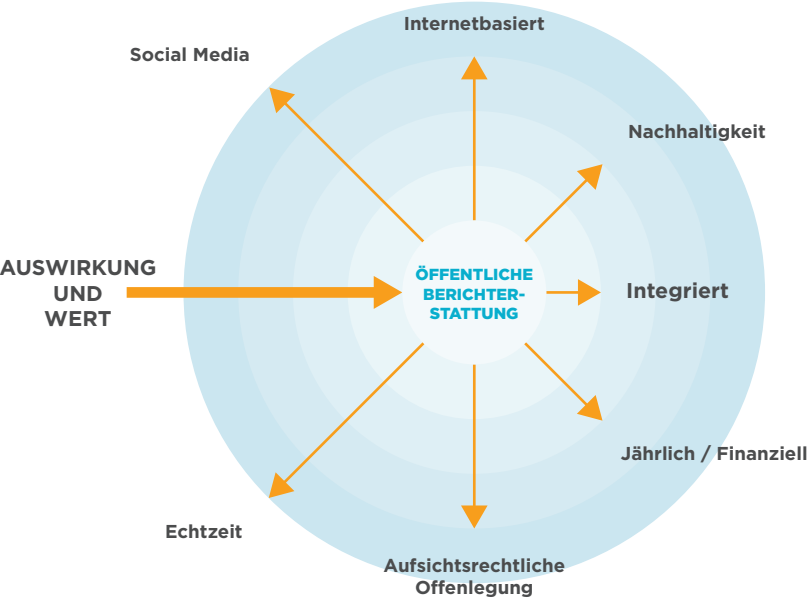 Internetbasiert
Social Media
Nachhaltigkeit
AUSWIRKUNG
UND
WERT
ÖFFENTLICHE
BERICHTER-
STATTUNG
Integriert
Jährlich / Finanziell
Echtzeit
Aufsichtsrechtliche
Offenlegung